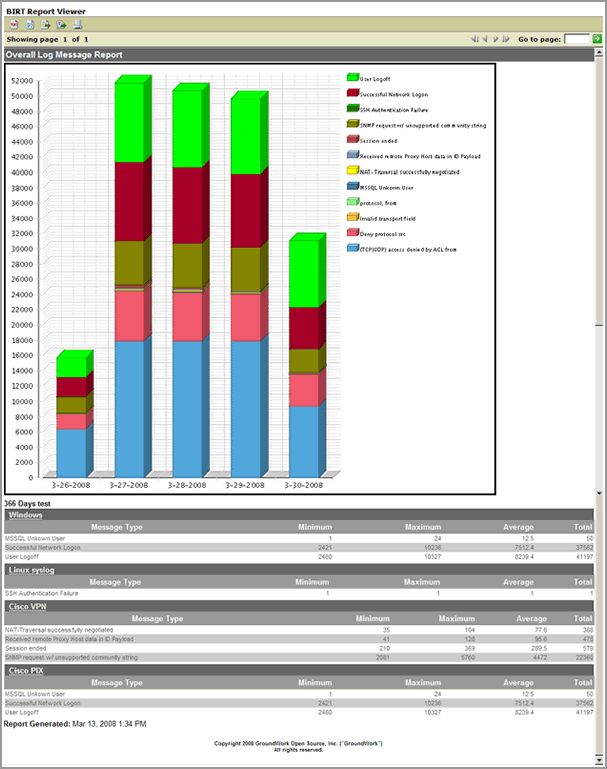 BIRT Report Viewer
Showing page 1 of 1
Go to page:
Overall Log Message Report
52000
50000
48000
46000
44000
42000
40000
38000
36000
34000
32000
30000
28000
26000
24000
22000
20000
18000
16000
14000
12000
10000
8000
6000
4000
2000
0
3-26-2008 3-27-2008 3-28-2008 3-29-2008 3-30-2008
User Logoff
Successful Network Logon
SSH Authentication Failure
SNMP request w/ unsupported community string
Session ended
Received remote Proxy Host data in ID Payload
NAT-Traversal successfully negotiated
MSSQL Unkown User
protocol, from
Invalid transport field
Deny protocol src
(TCP|UDP) access denied by ACL from
366 Days test
Windows
Message Type Minimum Maximum Average Total
MSSQL Unkown User 1 24 12.5 50
Successful Network Logon 2421 10236 7512.4 37562
User Logoff 2480 10327 8239.4 41197
Linux syslog
Message Type Minimum Maximum Average Total
SSH Authentication Failure 1 1 1 1
Cisco VPN
Message Type Minimum Maximum Average Total
NAT-Traversal successfully negotiated 35 104 77.6 388
Received remote Proxy Host data in ID Payload 41 128 95.6 478
Session ended 210 369 289.5 579
SNMP request w/ unsupported community string 2081 5760 4472 22360
Cisco PIX
Message Type Minimum Maximum Average Total
MSSQL Unkown User 1 24 12.5 50
Successful Network Logon 2421 10236 7512.4 37562
User Logoff 2480 10327 8239.4 41197
Report Generated: Mar 13, 2008 1:34 PM
Copyright 2008 GroundWork Open Source, Inc. ("GroundWork")
All rights reserved.